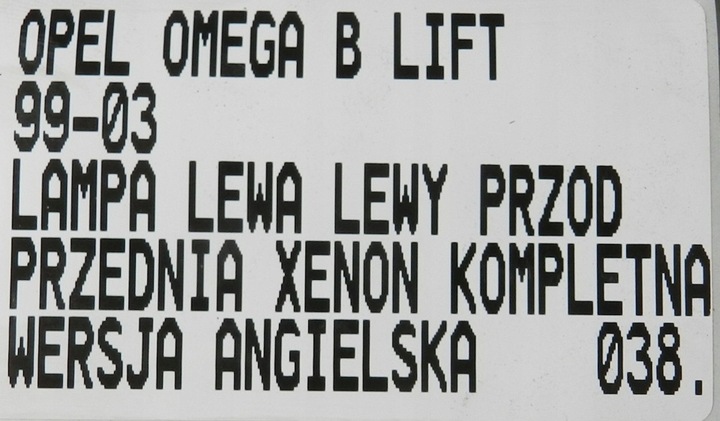 OPEL OMEGA B LIFT
99-03
LAMPA LEWA LEWY PRZOD
PRZEDNIA XENON KOMPLETNA
WERSJA ANGIELSKA 038.